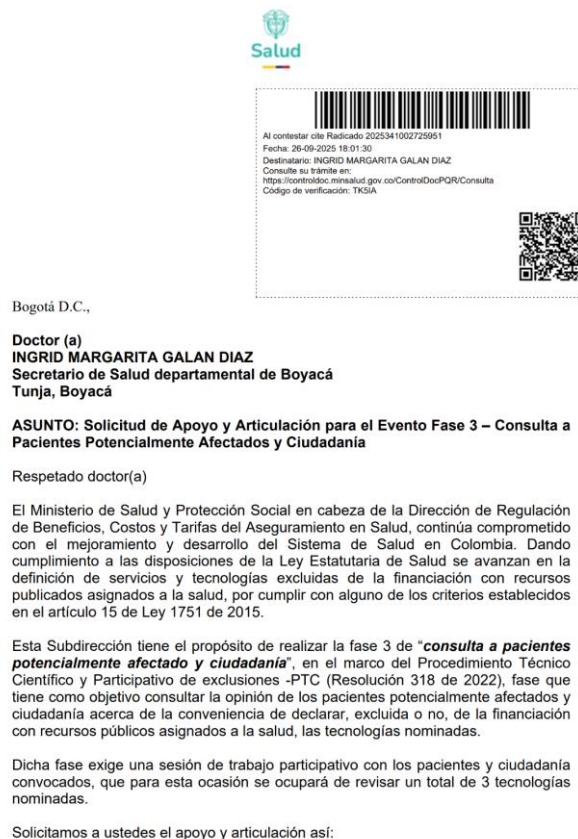 Salud
Al contestar cite Radicado 2025341002725951
Fecha: 26-09-2025 18:01:30
Destinatario: INGRID MARGARITA GALAN DIAZ
Consulte su trámite en:
https://controldoc.minsalud.gov.co/ControlDocPQR/Consulta
Código de verificación: TK5IA
Bogotá D.C.,
Doctor (a)
INGRID MARGARITA GALAN DIAZ
Secretario de Salud departamental de Boyacá
Tunja, Boyacá
ASUNTO: Solicitud de Apoyo y Articulación para el Evento Fase 3 – Consulta a
Pacientes Potencialmente Afectados y Ciudadanía
Respetado doctor(a)
El Ministerio de Salud y Protección Social en cabeza de la Dirección de Regulación
de Beneficios, Costos y Tarifas del Aseguramiento en Salud, continúa comprometido
con el mejoramiento y desarrollo del Sistema de Salud en Colombia. Dando
cumplimiento a las disposiciones de la Ley Estatutaria de Salud se avanzan en la
definición de servicios y tecnologías excluidas de la financiación con recursos
publicados asignados a la salud, por cumplir con alguno de los criterios establecidos
en el artículo 15 de Ley 1751 de 2015.
Esta Subdirección tiene el propósito de realizar la fase 3 de “consulta a pacientes
potencialmente afectado y ciudadanía”, en el marco del Procedimiento Técnico
Científico y Participativo de exclusiones -PTC (Resolución 318 de 2022), fase que
tiene como objetivo consultar la opinión de los pacientes potencialmente afectados y
ciudadanía acerca de la conveniencia de declarar, excluida o no, de la financiación
con recursos públicos asignados a la salud, las tecnologías nominadas.
Dicha fase exige una sesión de trabajo participativo con los pacientes y ciudadanía
convocados, que para esta ocasión se ocupará de revisar un total de 3 tecnologías
nominadas.
Solicitamos a ustedes el apoyo y articulación así: